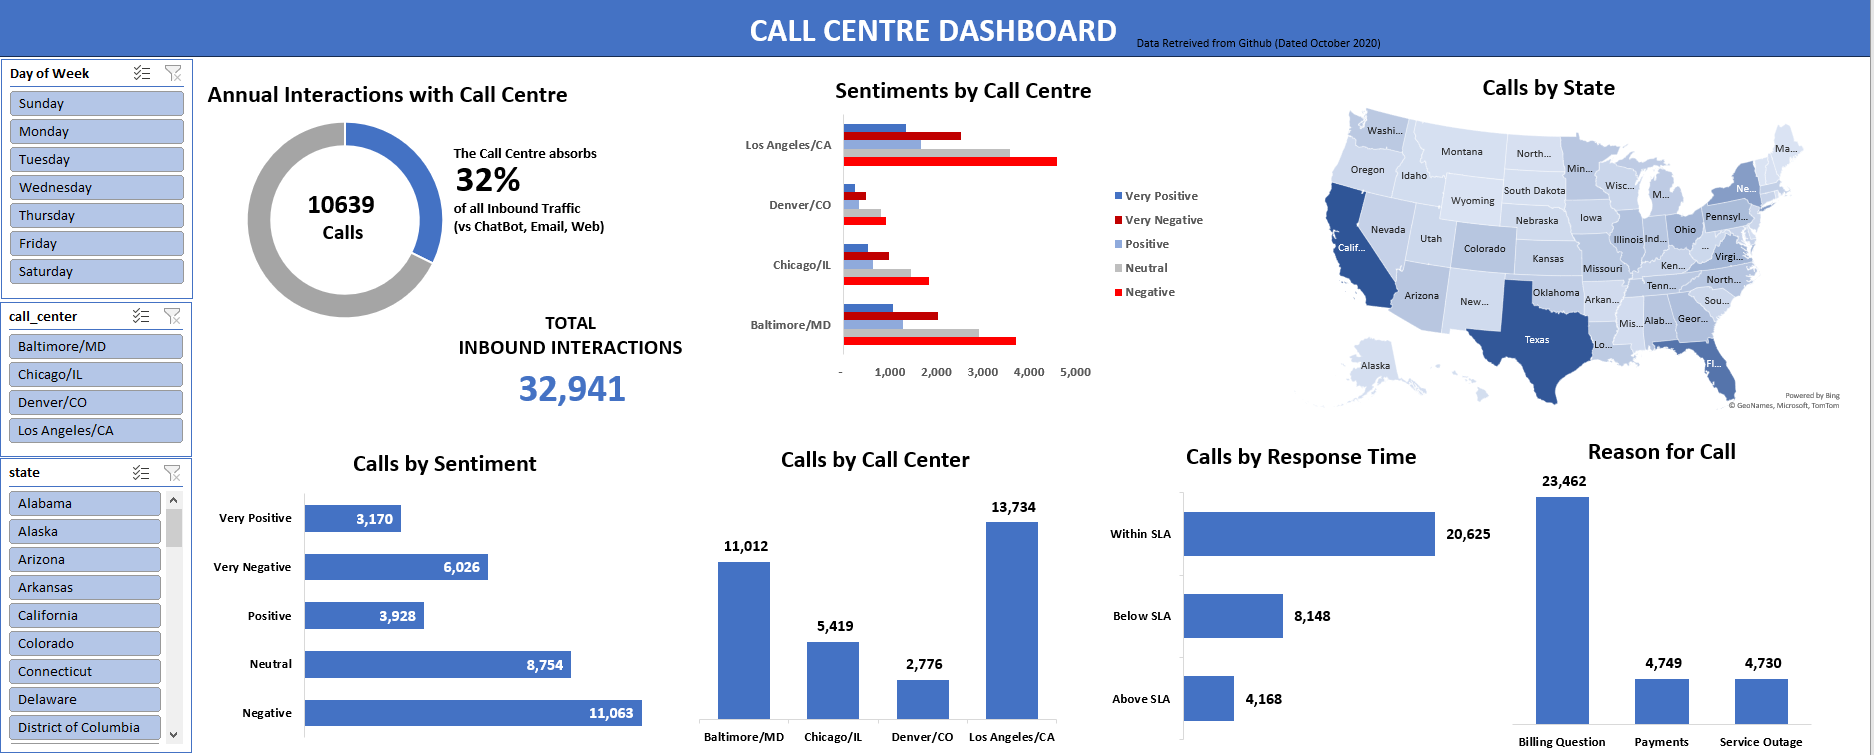 CALL CENTRE DASHBOARD
Data Retreived from Github (Dated October 2020)
Day of Week
Sunday
Monday
Tuesday
Wednesday
Thursday
Friday
Saturday
call_center
Baltimore/MD
Chicago/IL
Denver/CO
Los Angeles/CA
state
Alabama
Alaska
Arizona
Arkansas
California
Colorado
Connecticut
Delaware
District of Columbia
Annual Interactions with Call Centre
10639
Calls
The Call Centre absorbs
32%
of all Inbound Traffic
(vs ChatBot, Email, Web)
TOTAL
INBOUND INTERACTIONS
32,941
Sentiments by Call Centre
Los Angeles/CA
Denver/CO
Chicago/IL
Baltimore/MD
- 1,000 2,000 3,000 4,000 5,000
Very Positive
Very Negative
Positive
Neutral
Negative
Calls by State
Washi...
Montana
North...
Min...
Ma...
Oregon
Idaho
South Dakota
Wisc...
M...
Ne...
Wyoming
Nebraska
Iowa
Pennsyl...
Nevada
Utah
Colorado
Illinois
Ind...
Ohio
...
Calif...
Kansas
Missouri
Ken...
Virgi...
Arizona
New...
Oklahoma
Arkan...
Tenn...
North...
Mis...
Alab...
Geor...
Sou...
Texas
Lo...
Fl...
Alaska
Powered by Bing
© GeoNames, Microsoft, TomTom
Calls by Sentiment
Very Positive 3,170
Very Negative 6,026
Positive 3,928
Neutral 8,754
Negative 11,063
Calls by Call Center
11,012
5,419
2,776
13,734
Baltimore/MD Chicago/IL Denver/CO Los Angeles/CA
Calls by Response Time
Within SLA 20,625
Below SLA 8,148
Above SLA 4,168
Reason for Call
23,462
4,749
4,730
Billing Question Payments Service Outage